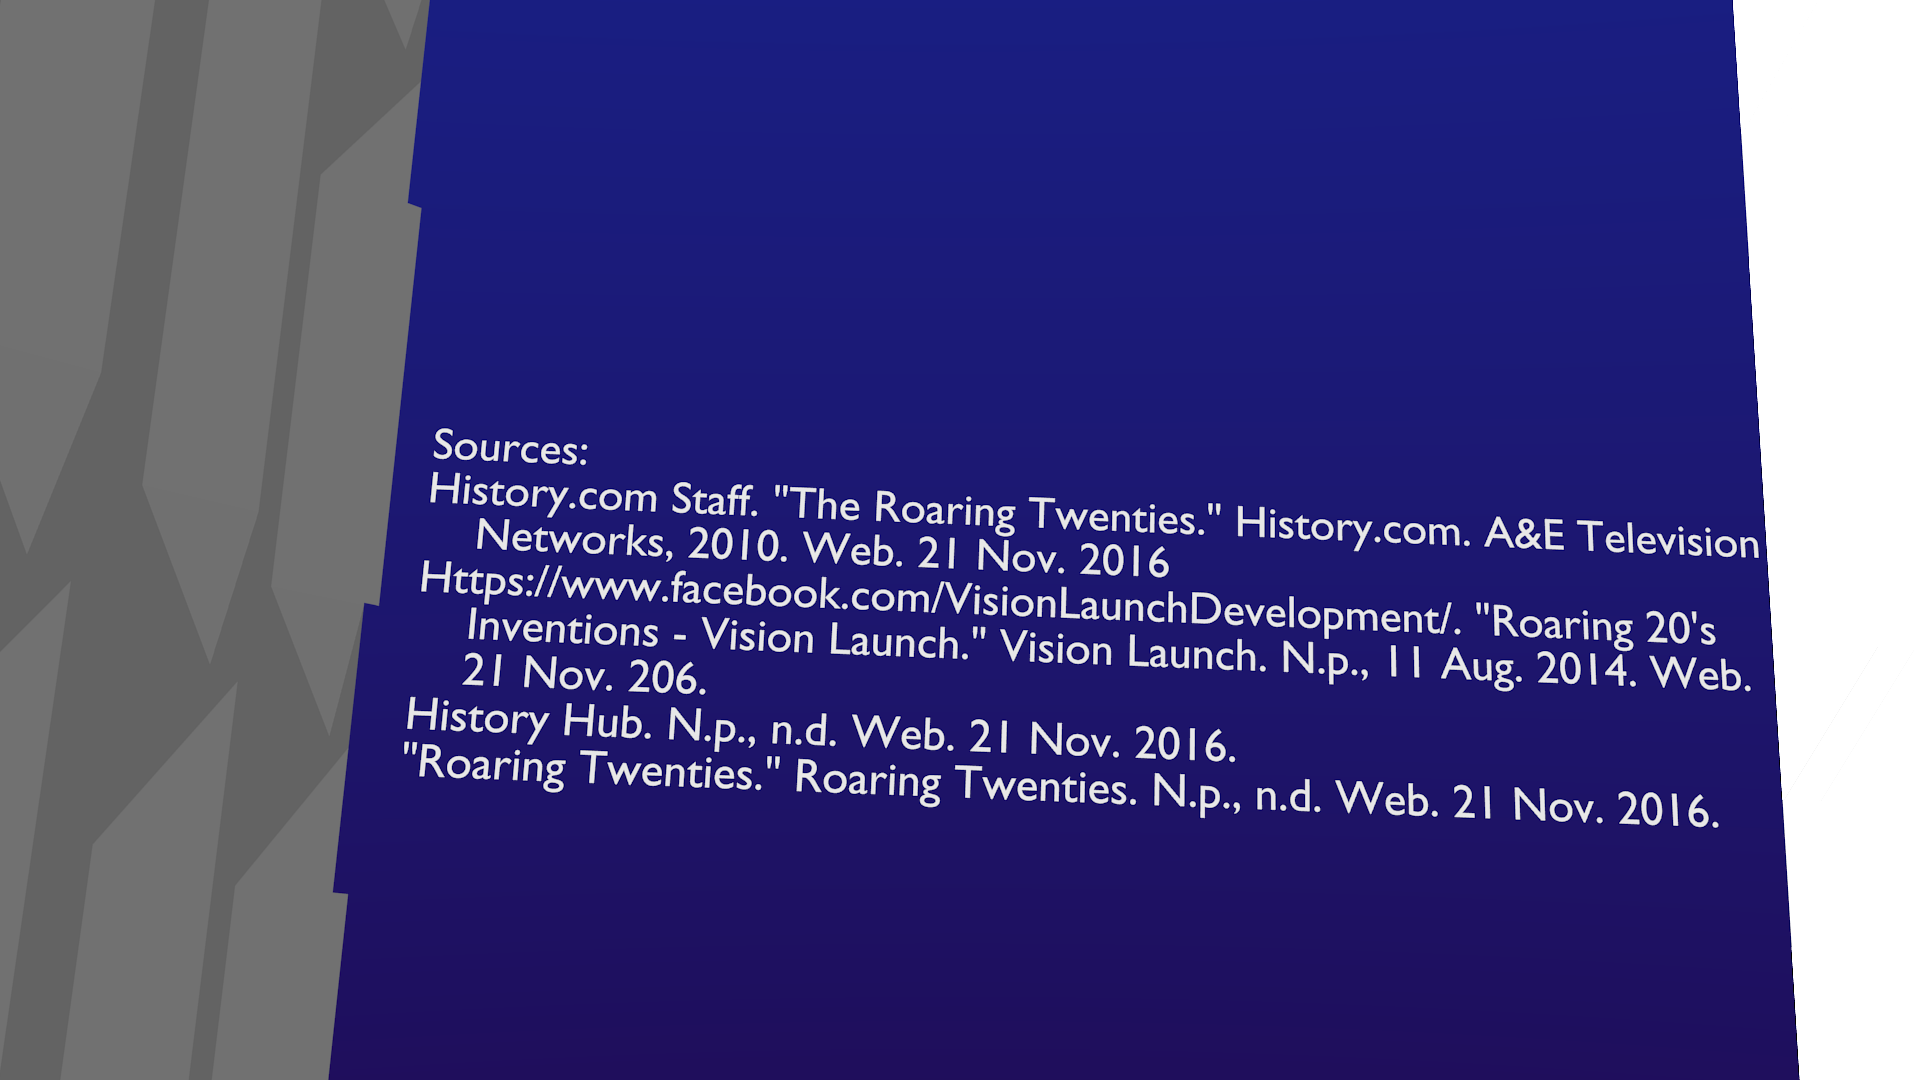 Sources:
History.com Staff. "The Roaring Twenties." History.com. A&E Television
Networks, 2010. Web. 21 Nov. 2016
Https://www.facebook.com/VisionLaunchDevelopment/. "Roaring 20's
Inventions - Vision Launch." Vision Launch. N.p., 11 Aug. 2014. Web.
21 Nov. 206.
History Hub. N.p., n.d. Web. 21 Nov. 2016.
"Roaring Twenties." Roaring Twenties. N.p., n.d. Web. 21 Nov. 2016.